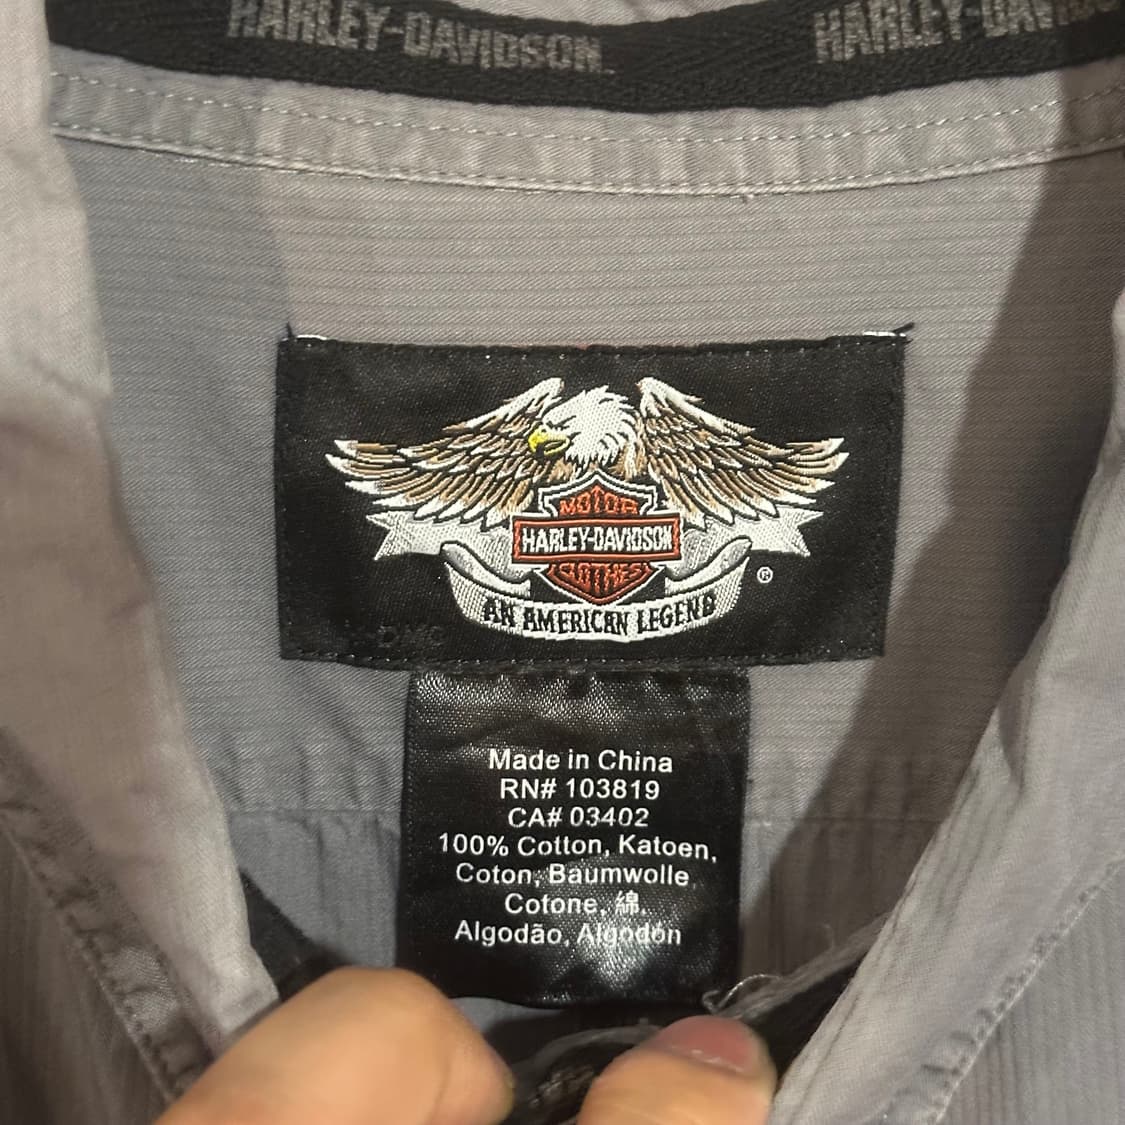 HARLEY-DAVIDSON HARLEY-DAVIDSON
MOTOR
HARLEY-DAVIDSON
CLOTHES
®
AN AMERICAN LEGEND
Made in China
RN# 103819
CA# 03402
100% Cotton, Katoen,
Coton, Baumwolle,
Cotone, 綿,
Algodão, Algodón